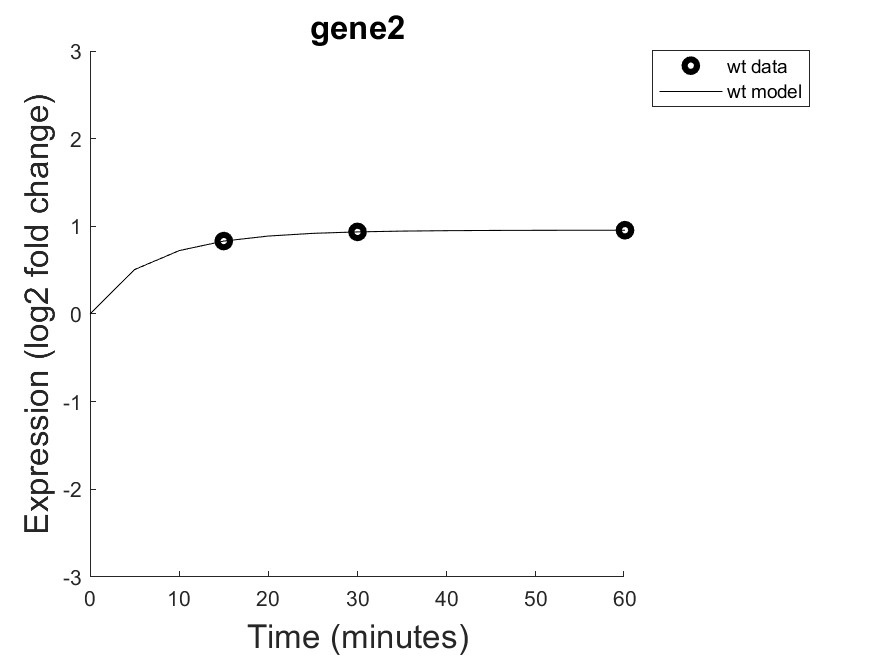 gene2
wt data
wt model
Expression (log2 fold change)
3
2
1
0
-1
-2
-3
0 10 20 30 40 50 60
Time (minutes)